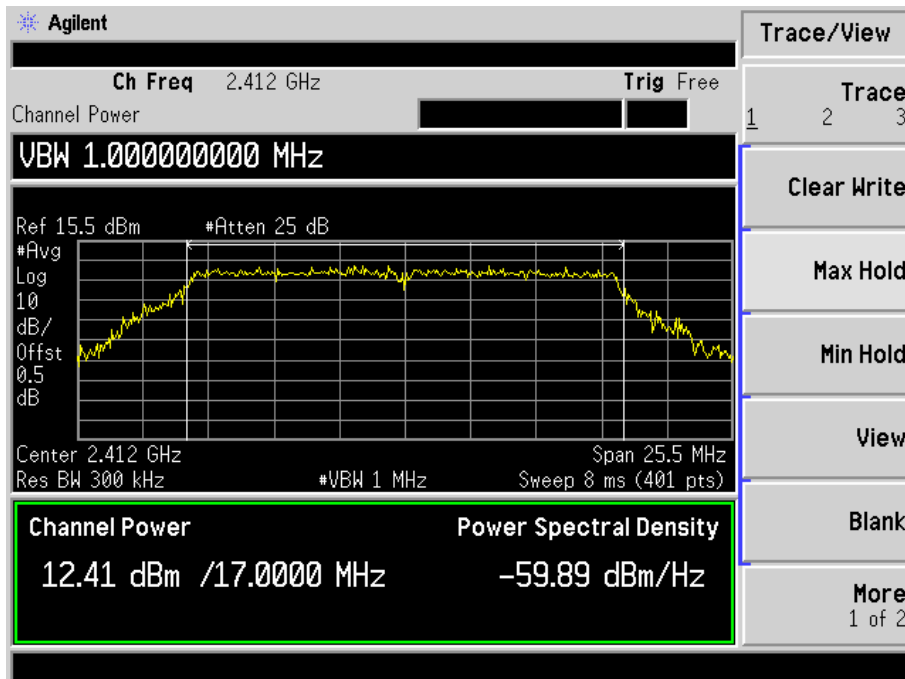 Agilent
Ch Freq 2.412 GHz Trig Free
Channel Power
VBW 1.000000000 MHz
Ref 15.5 dBm #Atten 25 dB
#Avg
Log
10
dB/
Offst
0.5
dB
Center 2.412 GHz Span 25.5 MHz
Res BW 300 kHz #VBW 1 MHz Sweep 8 ms (401 pts)
Channel Power Power Spectral Density
12.41 dBm /17.0000 MHz -59.89 dBm/Hz
Trace/View
Trace
1 2 3
Clear Write
Max Hold
Min Hold
View
Blank
More
1 of 2